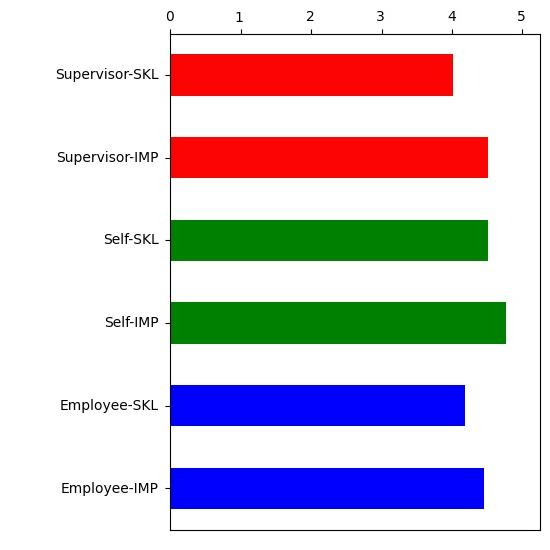 0 1 2 3 4 5
Supervisor-SKL
Supervisor-IMP
Self-SKL
Self-IMP
Employee-SKL
Employee-IMP